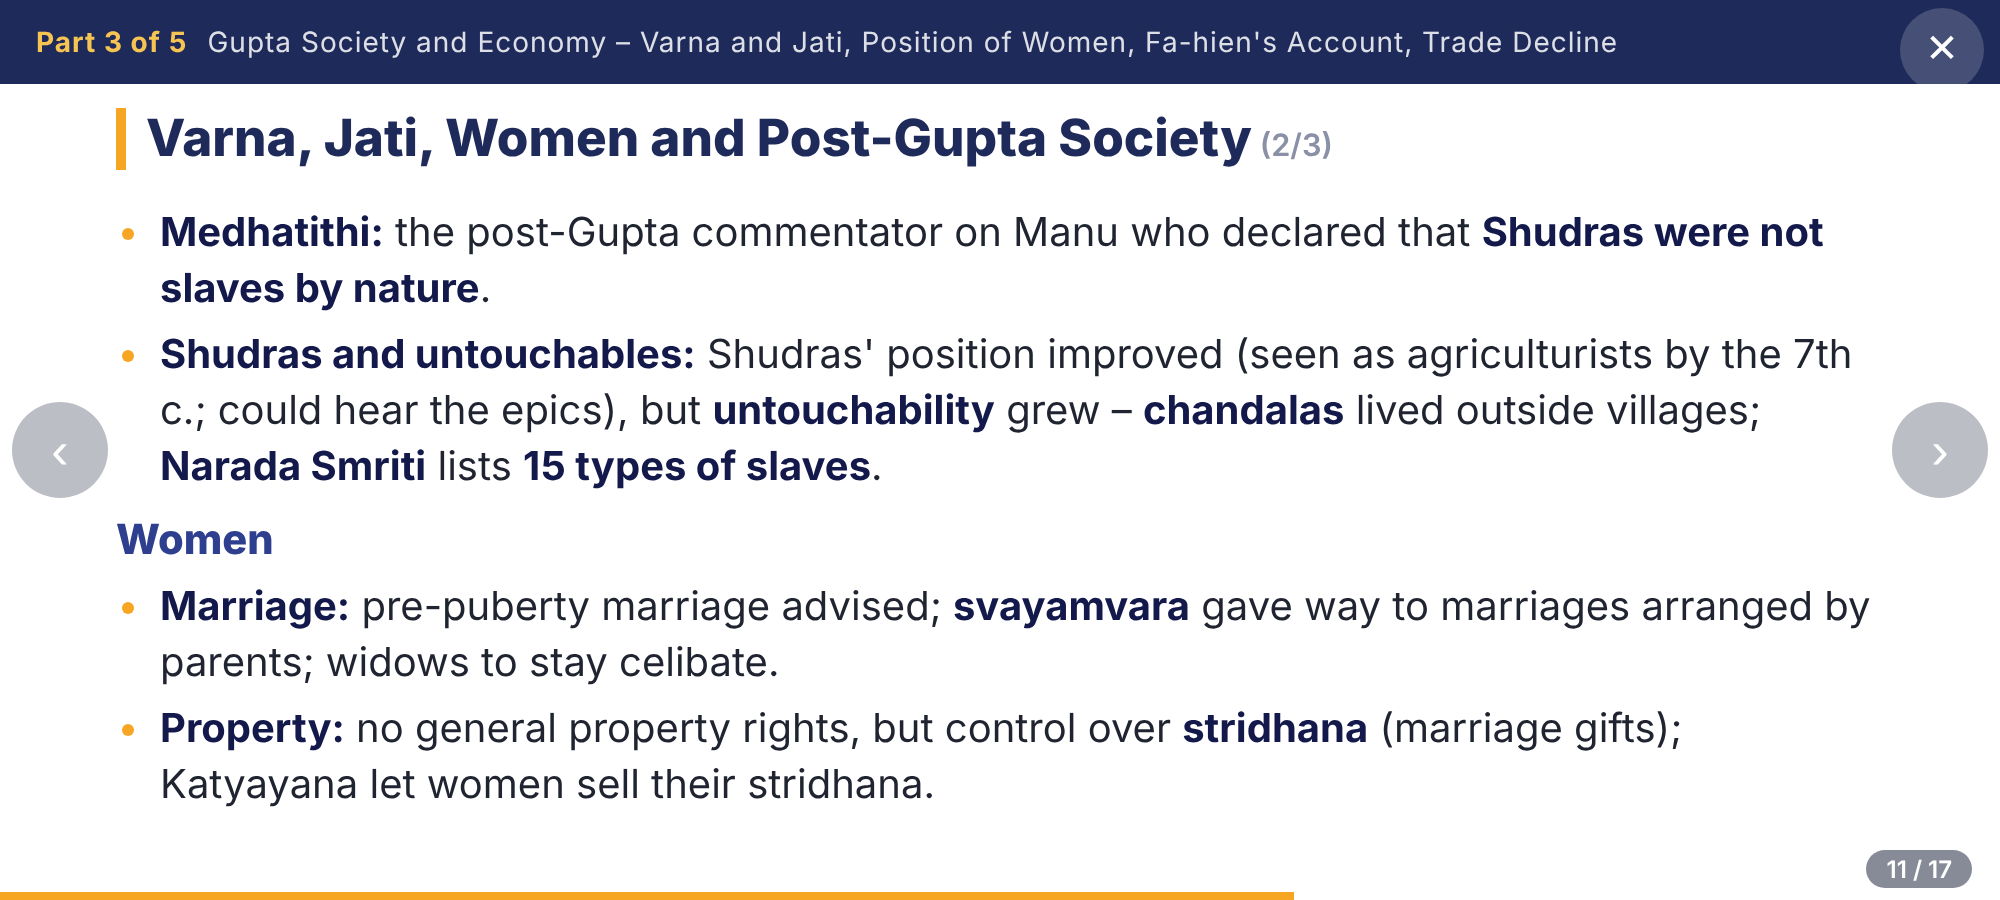 Part 3 of 5 Gupta Society and Economy – Varna and Jati, Position of Women, Fa-hien's Account, Trade Decline
✕
Varna, Jati, Women and Post-Gupta Society (2/3)
• Medhatithi: the post-Gupta commentator on Manu who declared that Shudras were not
slaves by nature.
• Shudras and untouchables: Shudras' position improved (seen as agriculturists by the 7th
c.; could hear the epics), but untouchability grew – chandalas lived outside villages;
Narada Smriti lists 15 types of slaves.
‹
›
Women
• Marriage: pre-puberty marriage advised; svayamvara gave way to marriages arranged by
parents; widows to stay celibate.
• Property: no general property rights, but control over stridhana (marriage gifts);
Katyayana let women sell their stridhana.
11 / 17